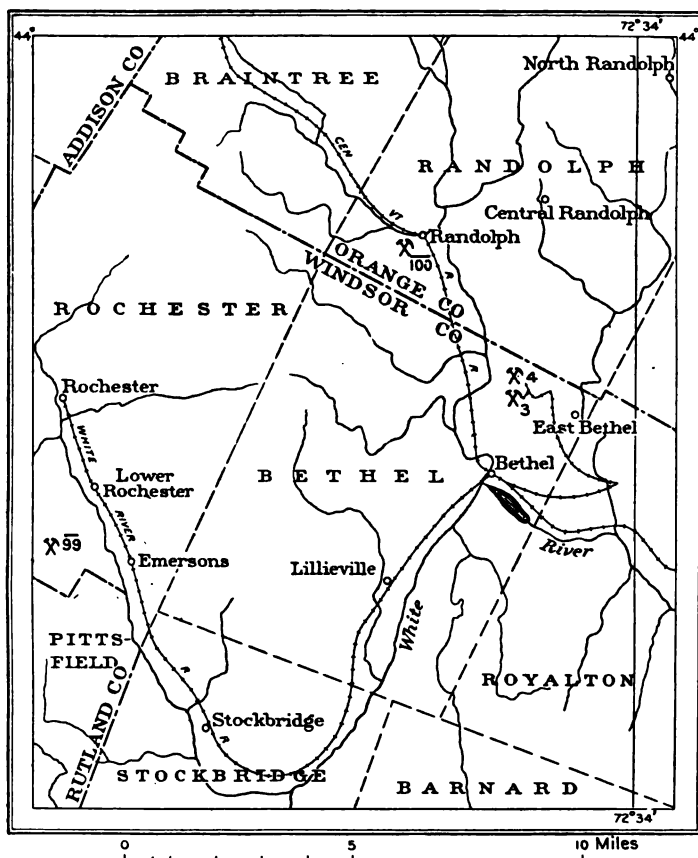 72°34'
44°
44°
North Randolph
BRAINTREE
ADDISON CO
CEN
RANDOLPH
VT
Central Randolph
Randolph
100
ORANGE CO
WINDSOR CO
R
ROCHESTER
R
4
3
Rochester
East Bethel
WHITE
BETHEL
Bethel
Lower
Rochester
RIVER
99
River
Emersons
Lillieville
White
PITTS-
FIELD
R
ROYALTON
RUTLAND CO
Stockbridge
R
STOCKBRIDGE
BARNARD
72°34'
0 5 10 Miles